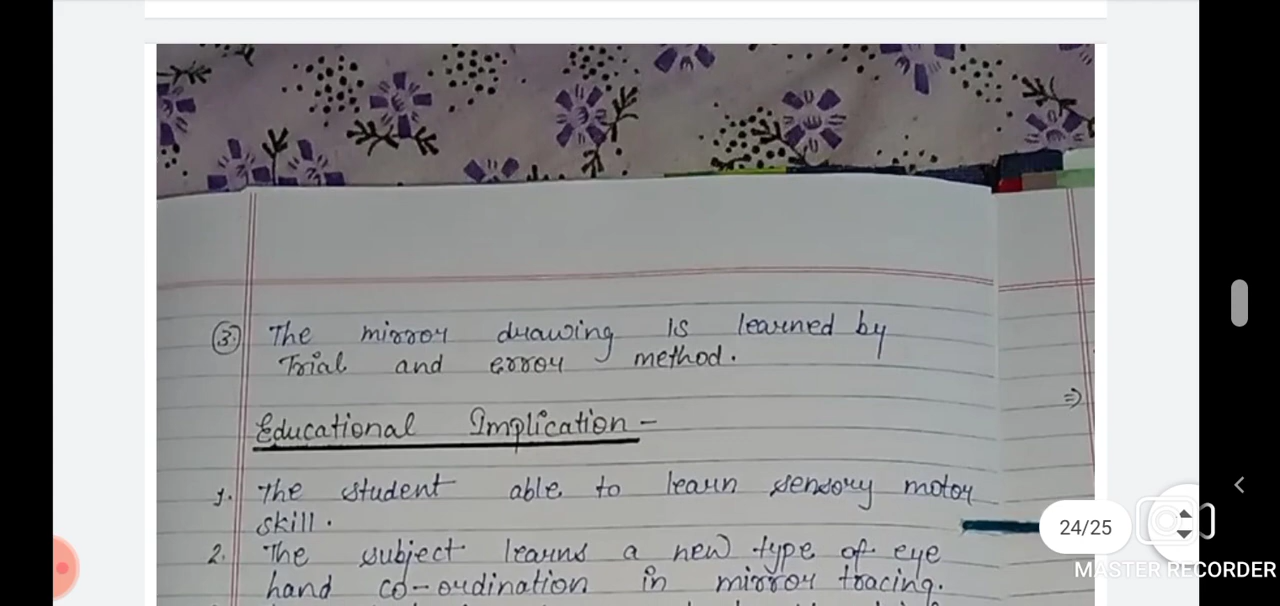 ③ The mirror drawing is learned by
Trial and error method.
⇒
Educational Implication -
1. The student able to learn sensory motor
skill.
2. The subject learns a new type of eye
hand co-ordination in mirror tracing.
24/25
MASTER RECORDER